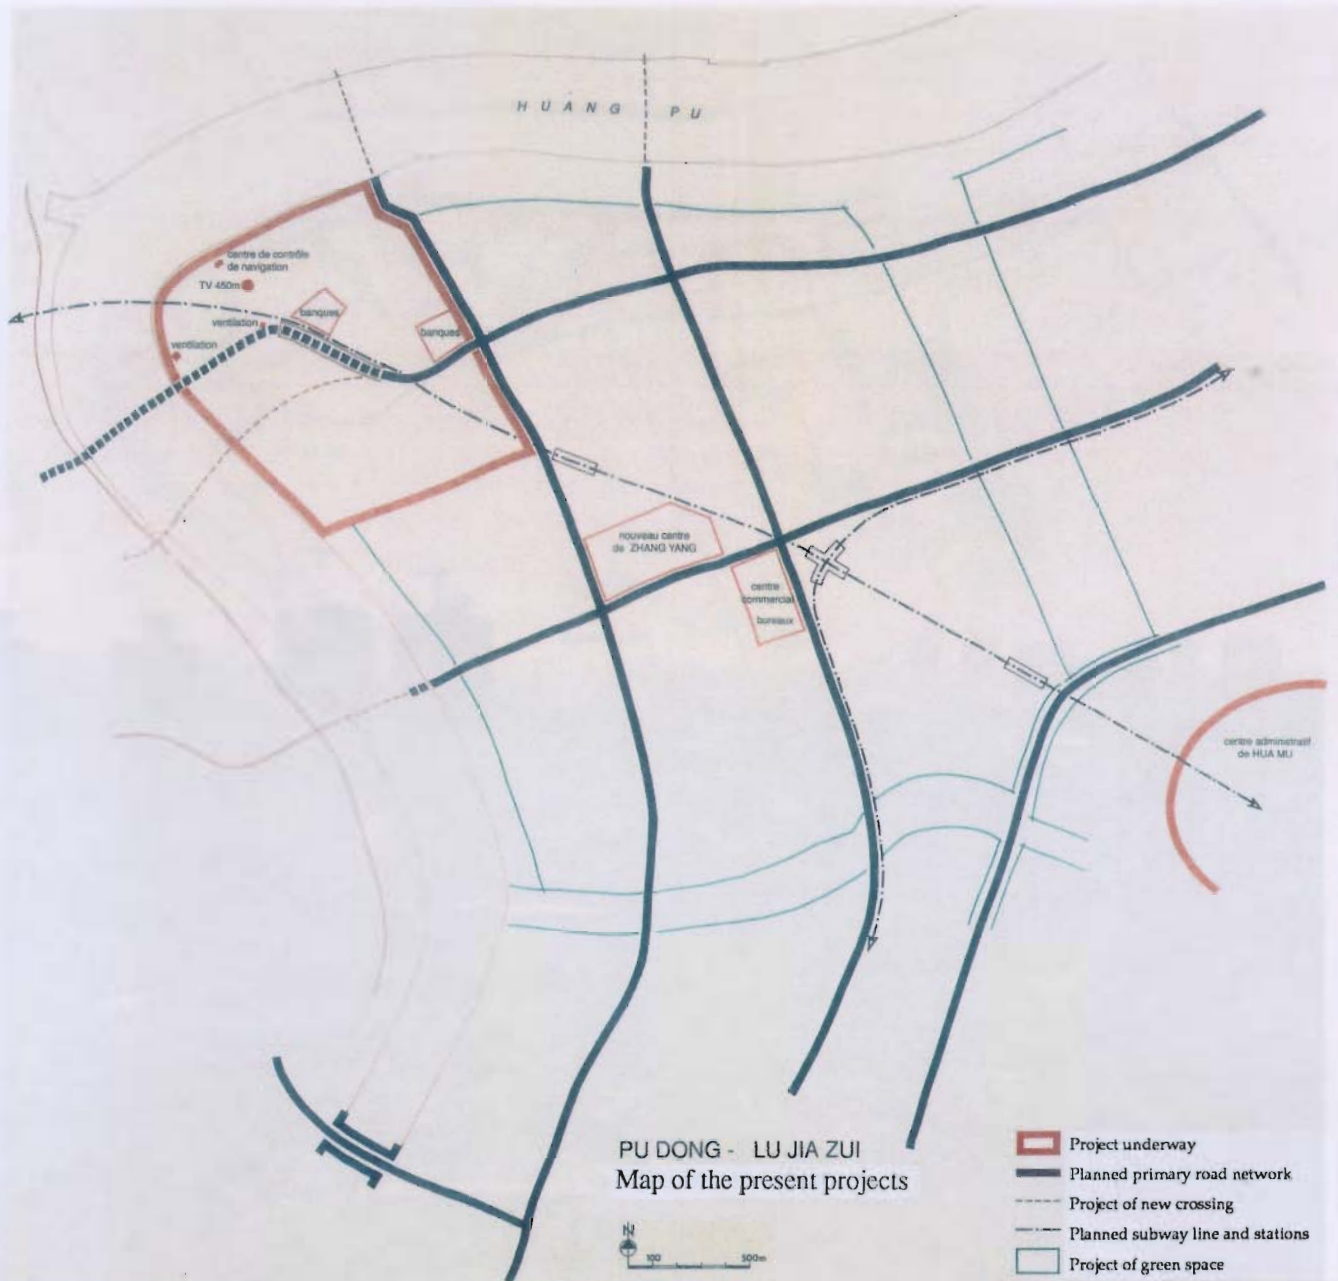 HUANG PU
centre de contrôle
de navigation
TV 450m
banques
ventilation
banques
ventilation
nouveau centre
de ZHANG YANG
centre
commercial
bureaux
centre administratif
de HUA MU
PU DONG - LU JIA ZUI
Map of the present projects
N
100 500m
Project underway
Planned primary road network
Project of new crossing
Planned subway line and stations
Project of green space